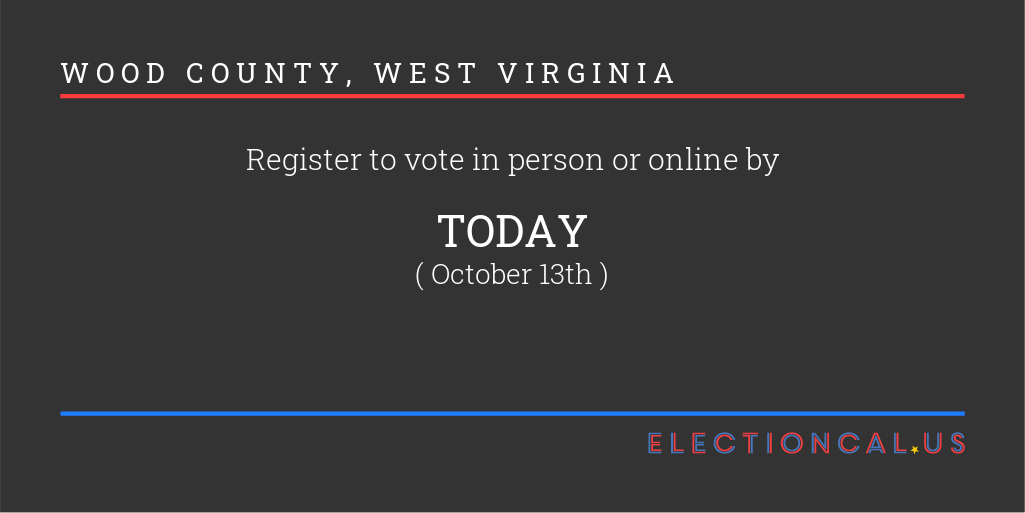 WOOD COUNTY, WEST VIRGINIA
Register to vote in person or online by
TODAY
( October 13th )
ELECTIONCAL.US